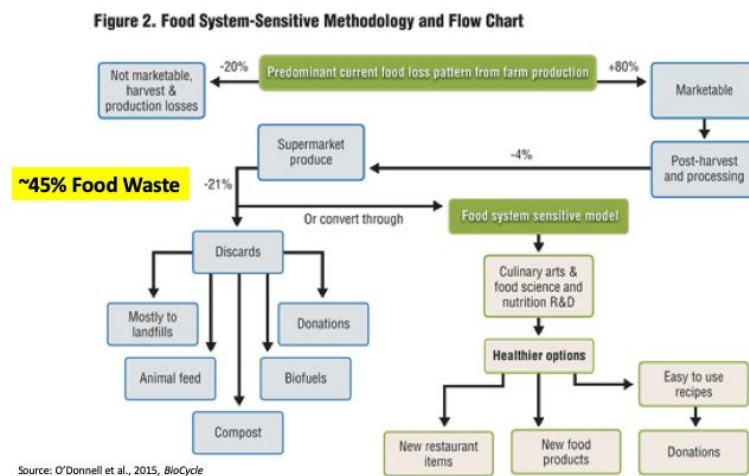 Figure 2. Food System-Sensitive Methodology and Flow Chart
Not marketable,
harvest &
production losses
-20%
Predominant current food loss pattern from farm production
+80%
Marketable
Supermarket
produce
-4%
Post-harvest
and processing
~45% Food Waste
-21%
Or convert through
Food system sensitive model
Discards
Culinary arts &
food science and
nutrition R&D
Mostly to
landfills
Donations
Animal feed
Biofuels
Compost
Healthier options
Easy to use
recipes
New restaurant
items
New food
products
Donations
Source: O'Donnell et al., 2015, BioCycle